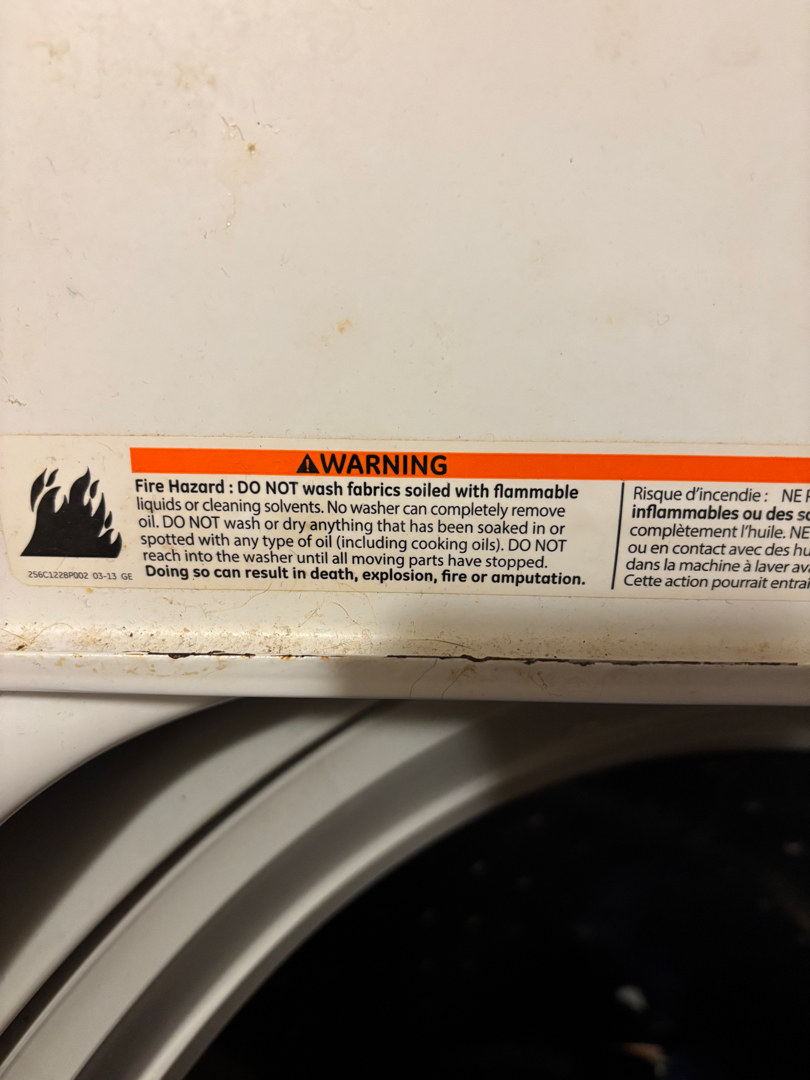 ⚠WARNING
Fire Hazard : DO NOT wash fabrics soiled with flammable
liquids or cleaning solvents. No washer can completely remove
oil. DO NOT wash or dry anything that has been soaked in or
spotted with any type of oil (including cooking oils). DO NOT
reach into the washer until all moving parts have stopped.
Doing so can result in death, explosion, fire or amputation.
256C1228P002 03-13 GE
Risque d'incendie : NE
inflammables ou des
complètement l'huile. NE
ou en contact avec des
dans la machine à laver
Cette action pourrait